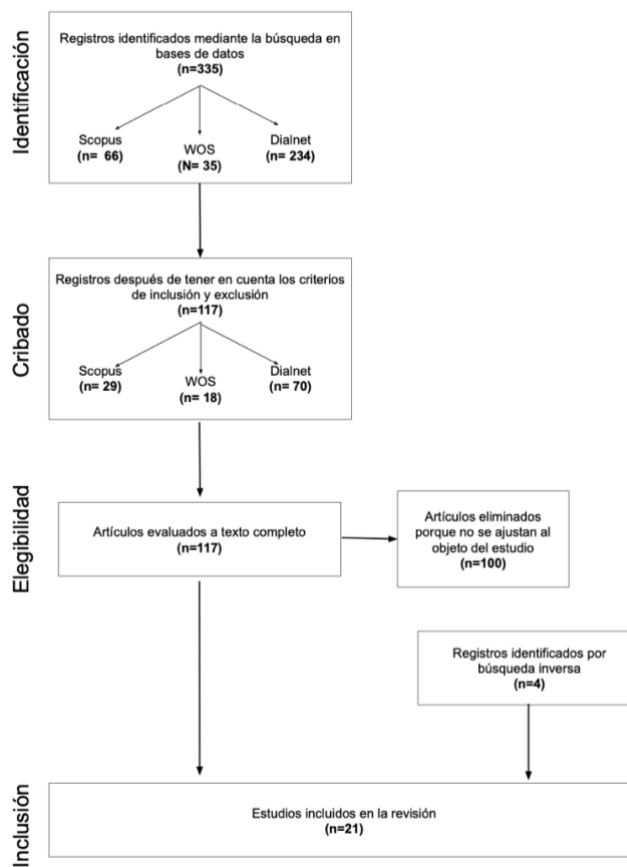 Identificación
Registros identificados mediante la búsqueda en
bases de datos
(n=335)
Scopus
(n= 66)
WOS
(N= 35)
Dialnet
(n= 234)
Cribado
Registros después de tener en cuenta los criterios
de inclusión y exclusión
(n=117)
Scopus
(n= 29)
WOS
(n= 18)
Dialnet
(n= 70)
Elegibilidad
Artículos evaluados a texto completo
(n=117)
Artículos eliminados
porque no se ajustan al
objeto del estudio
(n=100)
Registros identificados por
búsqueda inversa
(n=4)
Inclusión
Estudios incluidos en la revisión
(n=21)